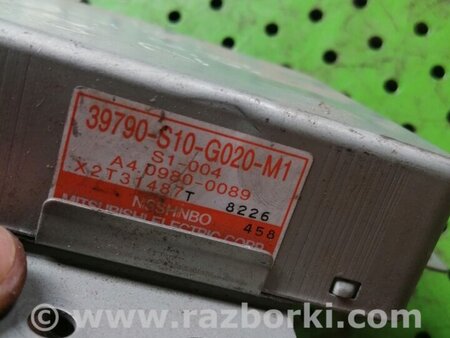 39790-S10-G020-M1
S1-004
A4.0980-0089
X2T31487T 8226
NISSHINBO 458
MITSUBISHI ELECTRIC CORP.
www.razborki.com